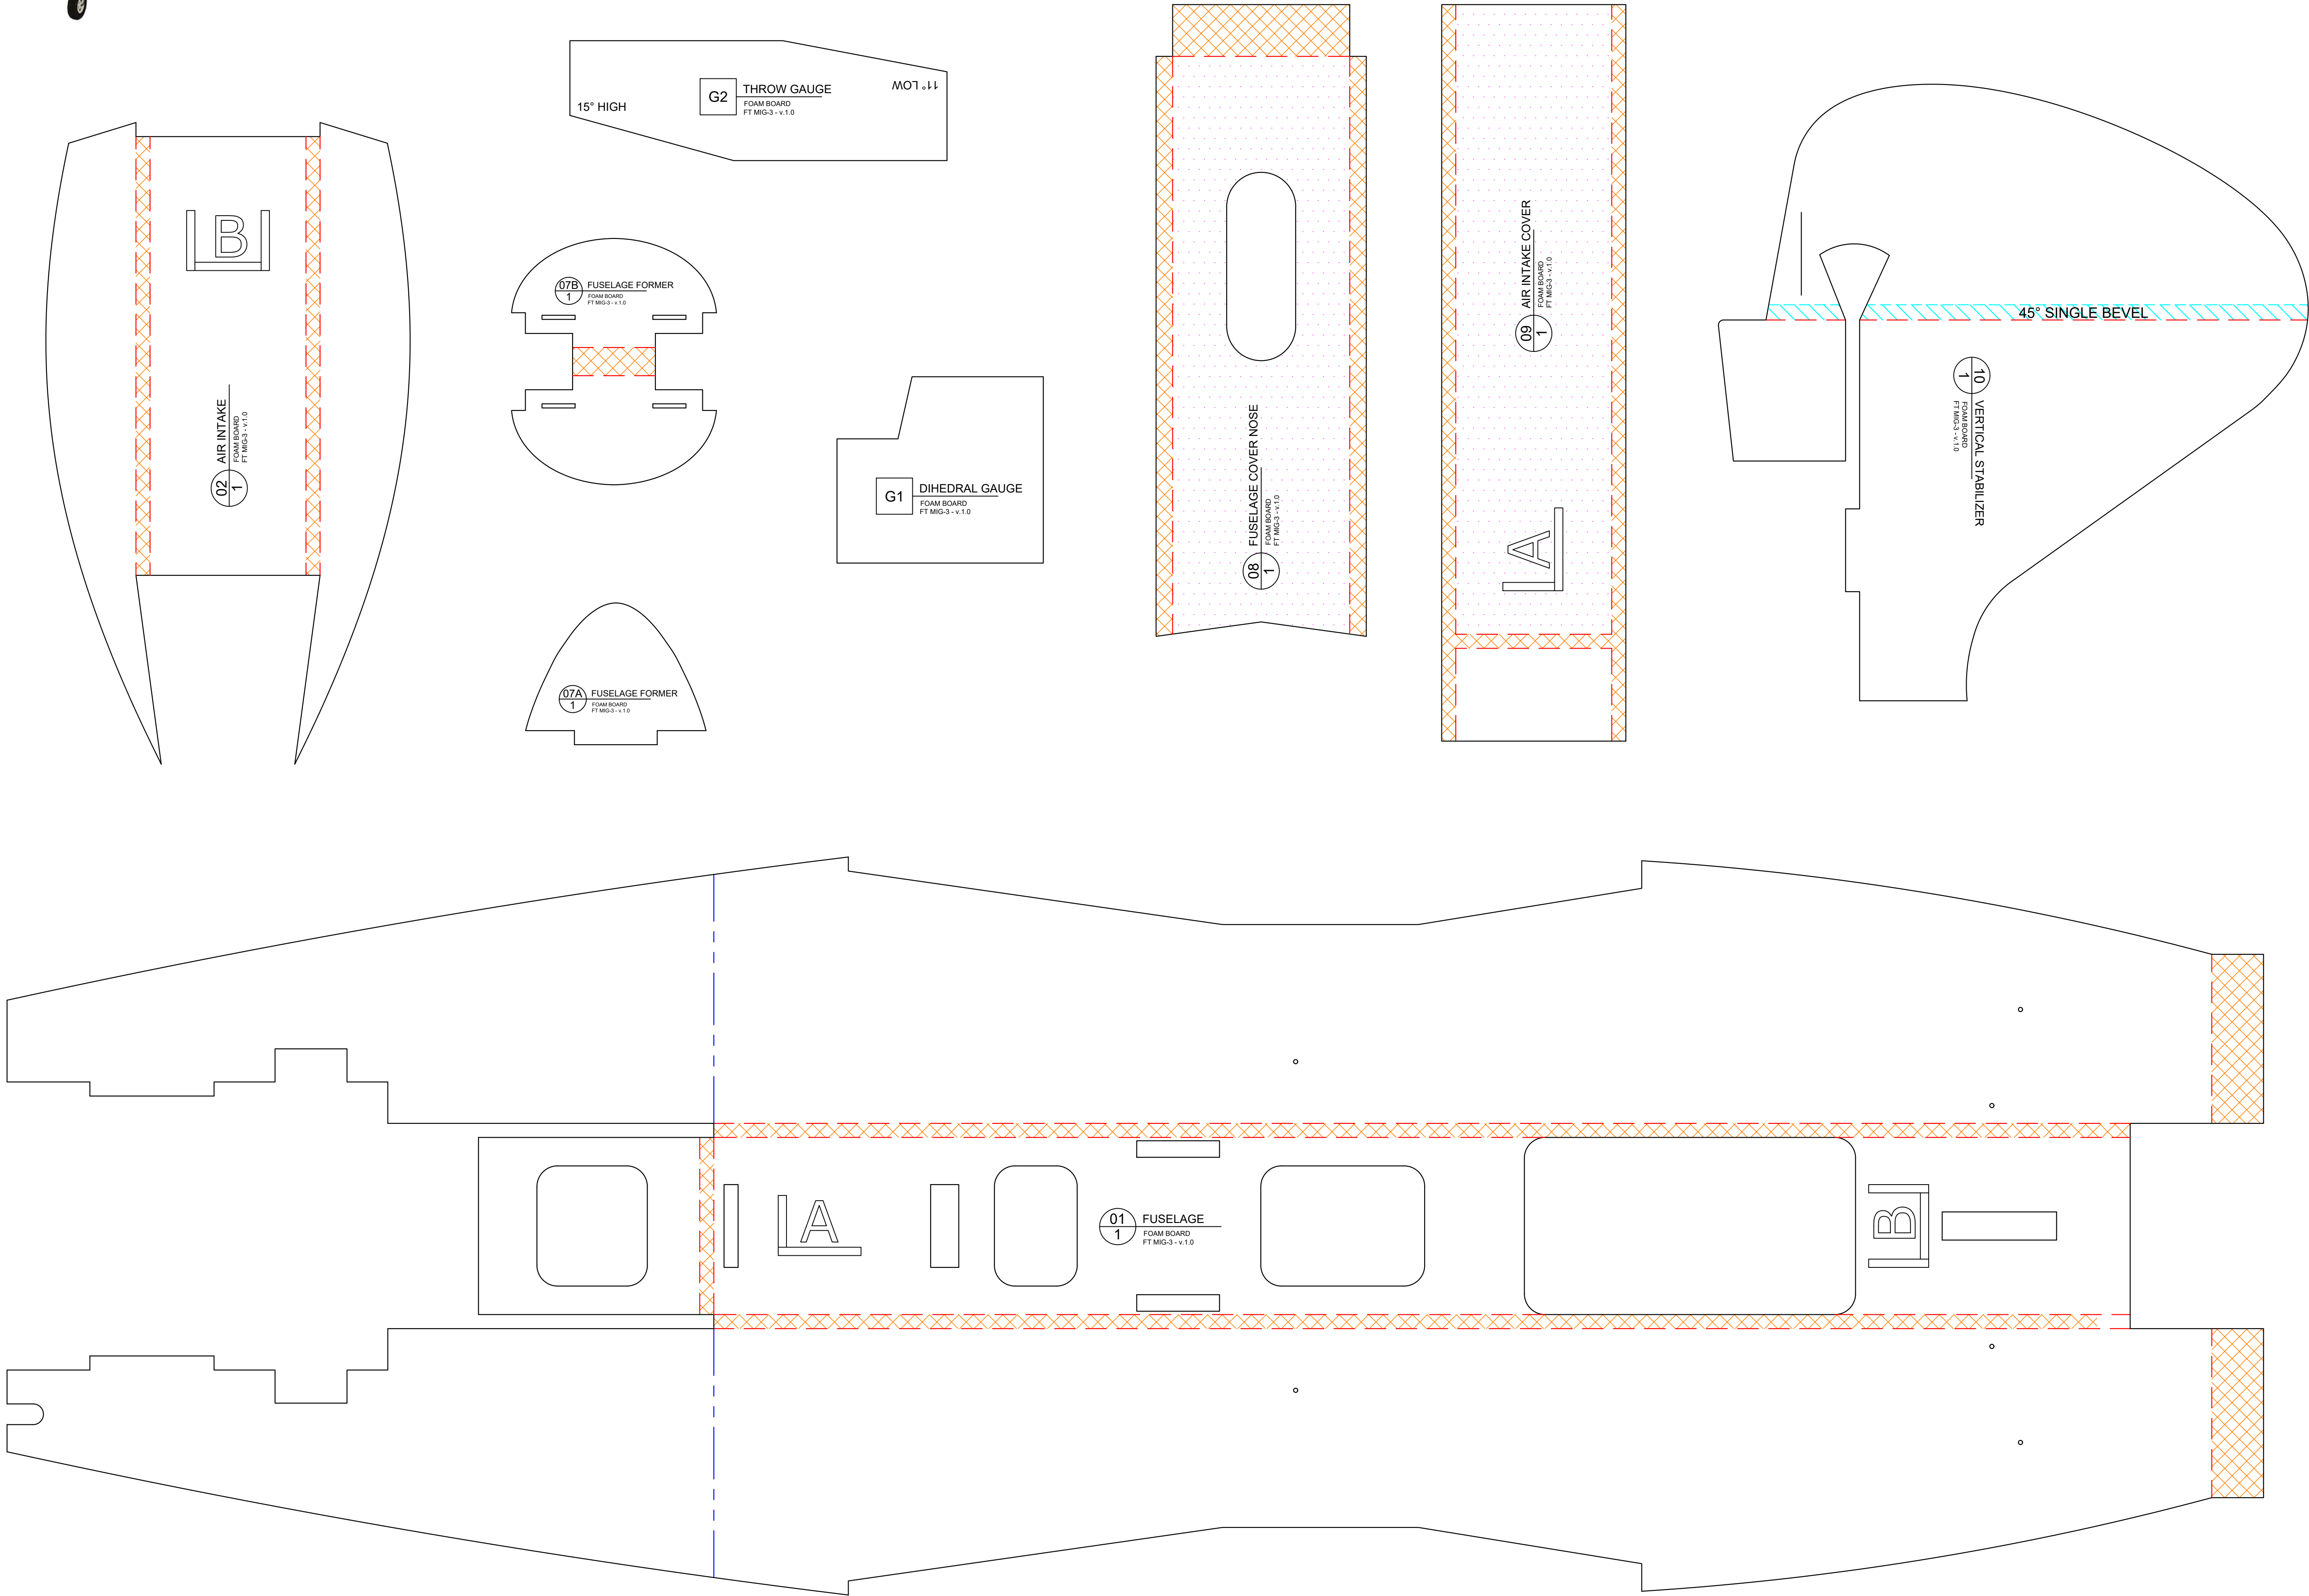 15° HIGH
G2
THROW GAUGE
FOAM BOARD
FT MIG-3 - v.1.0
11° LOW
B
02
1
AIR INTAKE
FOAM BOARD
FT MIG-3 - v.1.0
07B
1
FUSELAGE FORMER
FOAM BOARD
FT MIG-3 - v.1.0
G1
DIHEDRAL GAUGE
FOAM BOARD
FT MIG-3 - v.1.0
07A
1
FUSELAGE FORMER
FOAM BOARD
FT MIG-3 - v.1.0
08
1
FUSELAGE COVER NOSE
FOAM BOARD
FT MIG-3 - v.1.0
09
1
AIR INTAKE COVER
FOAM BOARD
FT MIG-3 - v.1.0
A
45° SINGLE BEVEL
10
1
VERTICAL STABILIZER
FOAM BOARD
FT MIG-3 - v.1.0
A
01
1
FUSELAGE
FOAM BOARD
FT MIG-3 - v.1.0
B